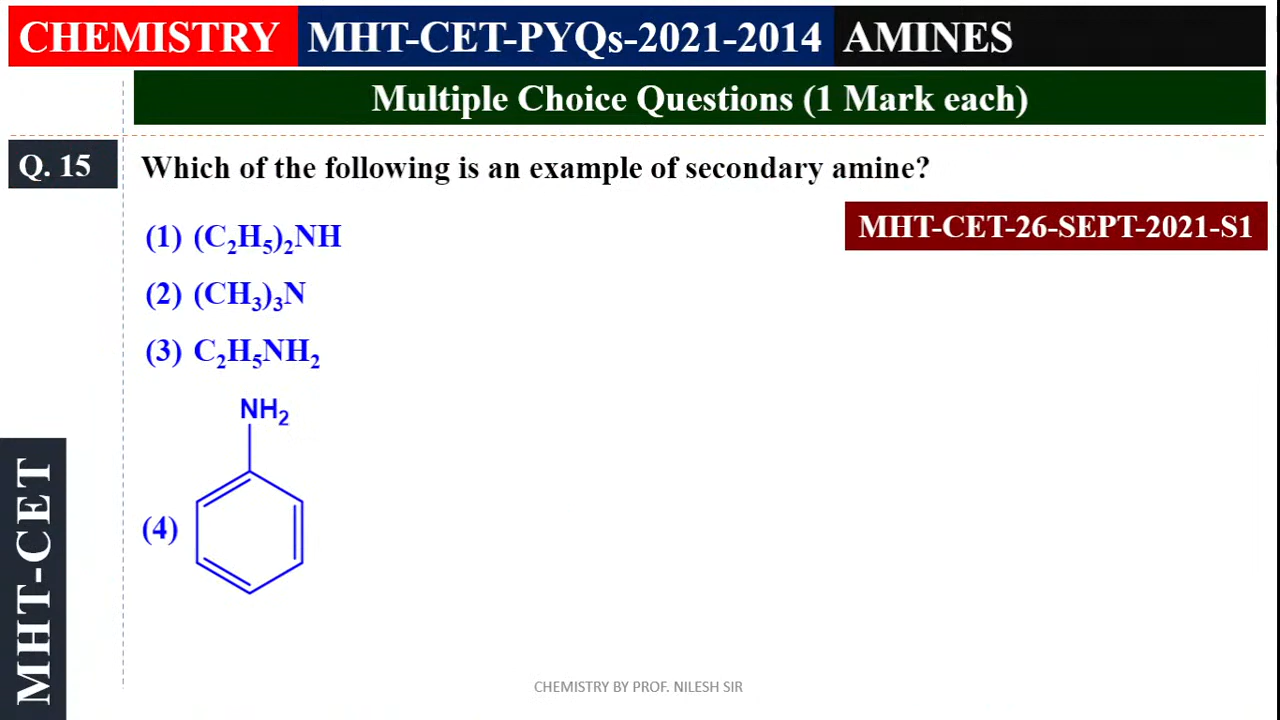 CHEMISTRY MHT-CET-PYQs-2021-2014 AMINES
Multiple Choice Questions (1 Mark each)
Q. 15 Which of the following is an example of secondary amine?
MHT-CET-26-SEPT-2021-S1
(1) (C₂H₅)₂NH
(2) (CH₃)₃N
(3) C₂H₅NH₂
NH₂
(4)
MHT-CET
CHEMISTRY BY PROF. NILESH SIR